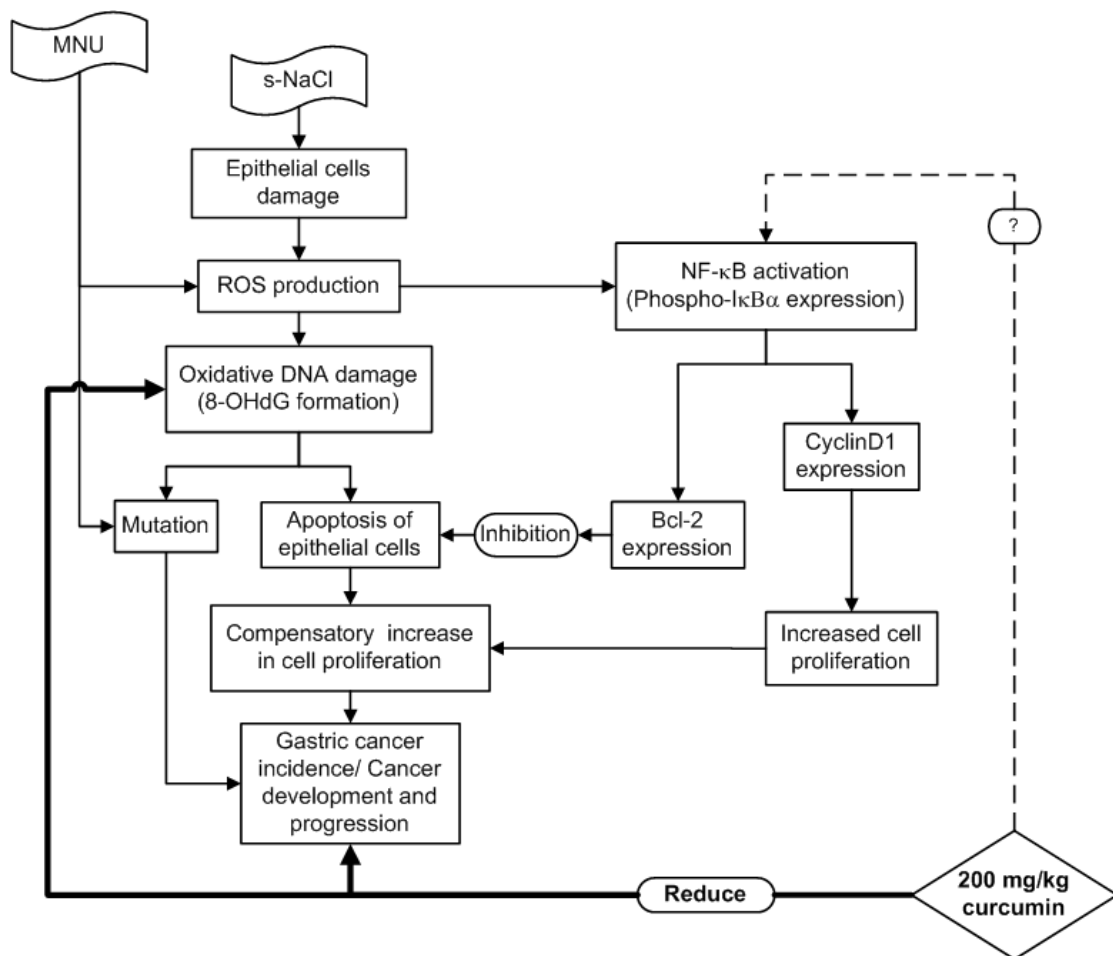 MNU
s-NaCl
Epithelial cells
damage
?
ROS production
NF-κB activation
(Phospho-IκBα expression)
Oxidative DNA damage
(8-OHdG formation)
CyclinD1
expression
Mutation
Apoptosis of
epithelial cells
Inhibition
Bcl-2
expression
Compensatory increase
in cell proliferation
Increased cell
proliferation
Gastric cancer
incidence/ Cancer
development and
progression
Reduce
200 mg/kg
curcumin